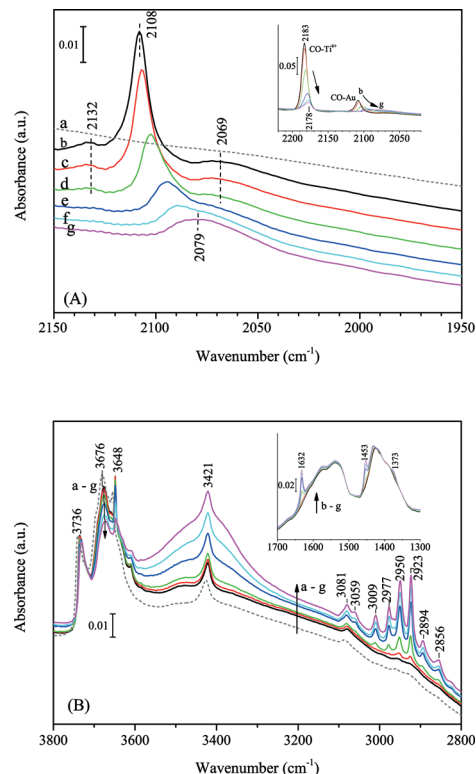 2108
0.01
2183
CO-Ti4+
0.05
CO-Au
b
g
2178
2200 2150 2100 2050
a
2132
2069
b
c
d
e
f
g
2079
Absorbance (a.u.)
(A)
2150 2100 2050 2000 1950
Wavenumber (cm-1)
3676
3648
a - g
3736
3421
1632
1453
1373
0.02
b - g
1700 1600 1500 1400 1300
a - g
3081
3059
3009
2977
2950
2923
2894
2856
0.01
Absorbance (a.u.)
(B)
3800 3600 3400 3200 3000 2800
Wavenumber (cm-1)